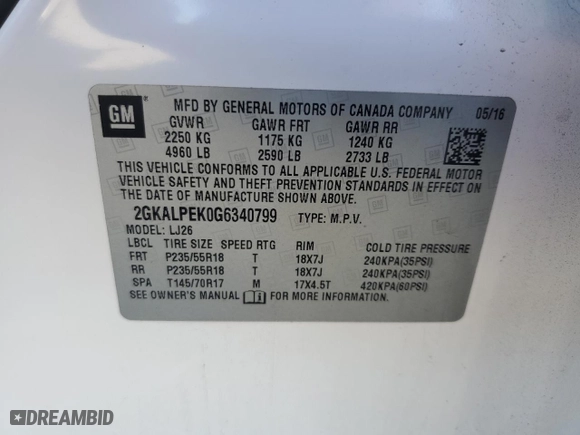 GM ® MFD BY GENERAL MOTORS OF CANADA COMPANY 05/16
GVWR GAWR FRT GAWR RR
2250 KG 1175 KG 1240 KG
4960 LB 2590 LB 2733 LB
THIS VEHICLE CONFORMS TO ALL APPLICABLE U.S. FEDERAL MOTOR
VEHICLE SAFETY AND THEFT PREVENTION STANDARDS IN EFFECT ON
THE DATE OF MANUFACTURE SHOWN ABOVE.
2GKALPEK0G6340799 TYPE: M.P.V.
MODEL: LJ26
LBCL TIRE SIZE SPEED RTG RIM COLD TIRE PRESSURE
FRT P235/55R18 T 18X7J 240KPA(35PSI)
RR P235/55R18 T 18X7J 240KPA(35PSI)
SPA T145/70R17 M 17X4.5T 420KPA(60PSI)
SEE OWNER'S MANUAL i FOR MORE INFORMATION.
DREAMBID